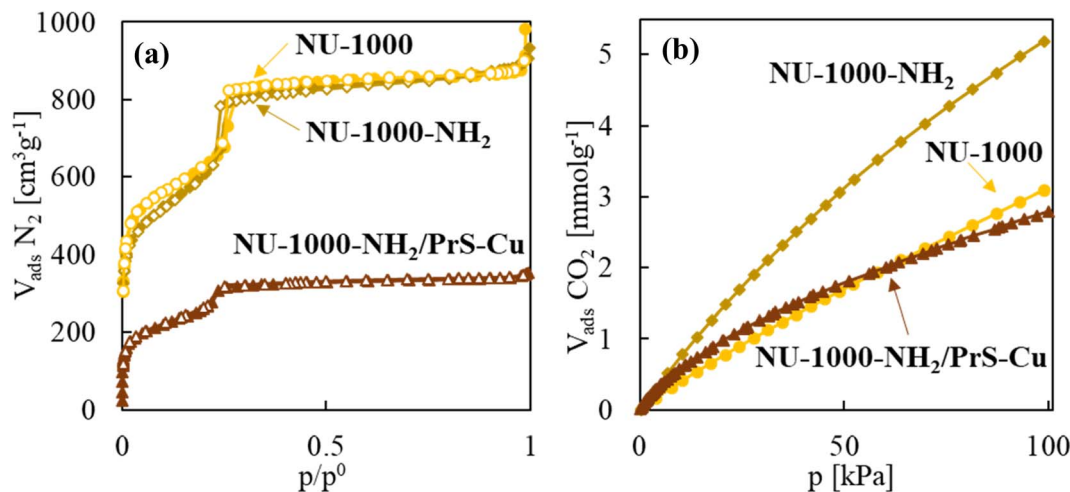 (a)
1000
800
600
400
200
0
V_ads N₂ [cm³g⁻¹]
NU-1000
NU-1000-NH₂
NU-1000-NH₂/PrS-Cu
0
0.5
1
p/p⁰
(b)
5
4
3
2
1
0
V_ads CO₂ [mmolg⁻¹]
NU-1000-NH₂
NU-1000
NU-1000-NH₂/PrS-Cu
0
50
100
p [kPa]